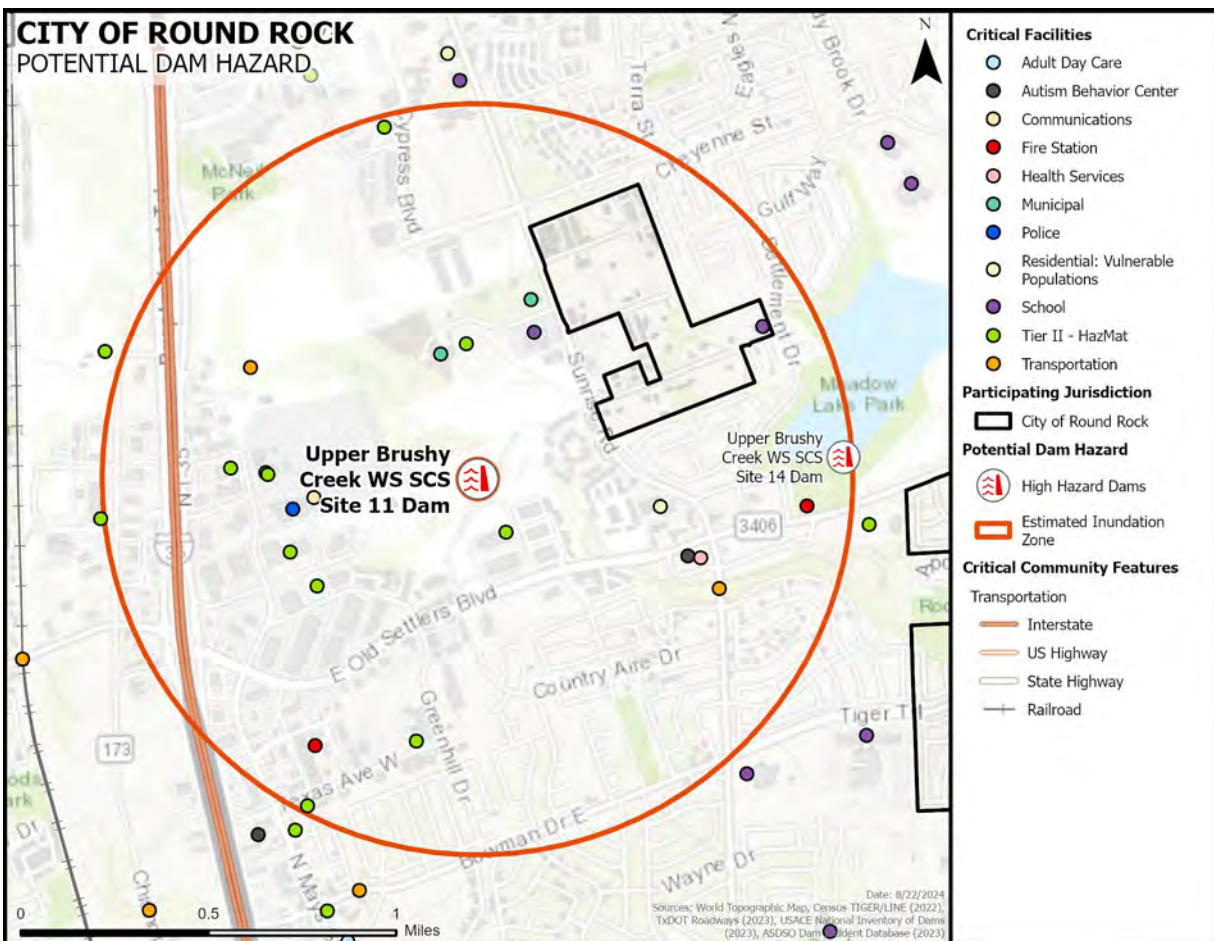 CITY OF ROUND ROCK
POTENTIAL DAM HAZARD
N
Critical Facilities
Adult Day Care
Autism Behavior Center
Communications
Fire Station
Health Services
Municipal
Police
Residential: Vulnerable
Populations
School
Tier II - HazMat
Transportation
Participating Jurisdiction
City of Round Rock
Potential Dam Hazard
High Hazard Dams
Estimated Inundation
Zone
Critical Community Features
Transportation
Interstate
US Highway
State Highway
Railroad
Terra St
Eagles
dy Brook Dr
Cypress Blvd
Cheyenne St
McNeil
Park
Gulf Way
Settlement Dr
Sunrise Rd
Meadow
Lake Park
N I 35
Upper Brushy
Creek WS SCS
Site 11 Dam
Upper Brushy
Creek WS SCS
Site 14 Dam
3406
E Old Settlers Blvd
Country Aire Dr
Greenhill Dr
Tiger Trl
173
Texas Ave W
Bowman Dr E
Wayne Dr
ark
Dr
N Mays
0
0.5
1
Miles
Date: 8/22/2024
Sources: World Topographic Map, Census TIGER/LINE (2022),
TxDOT Roadways (2023), USACE National Inventory of Dams
(2023), ASDSO Dam Incident Database (2023)